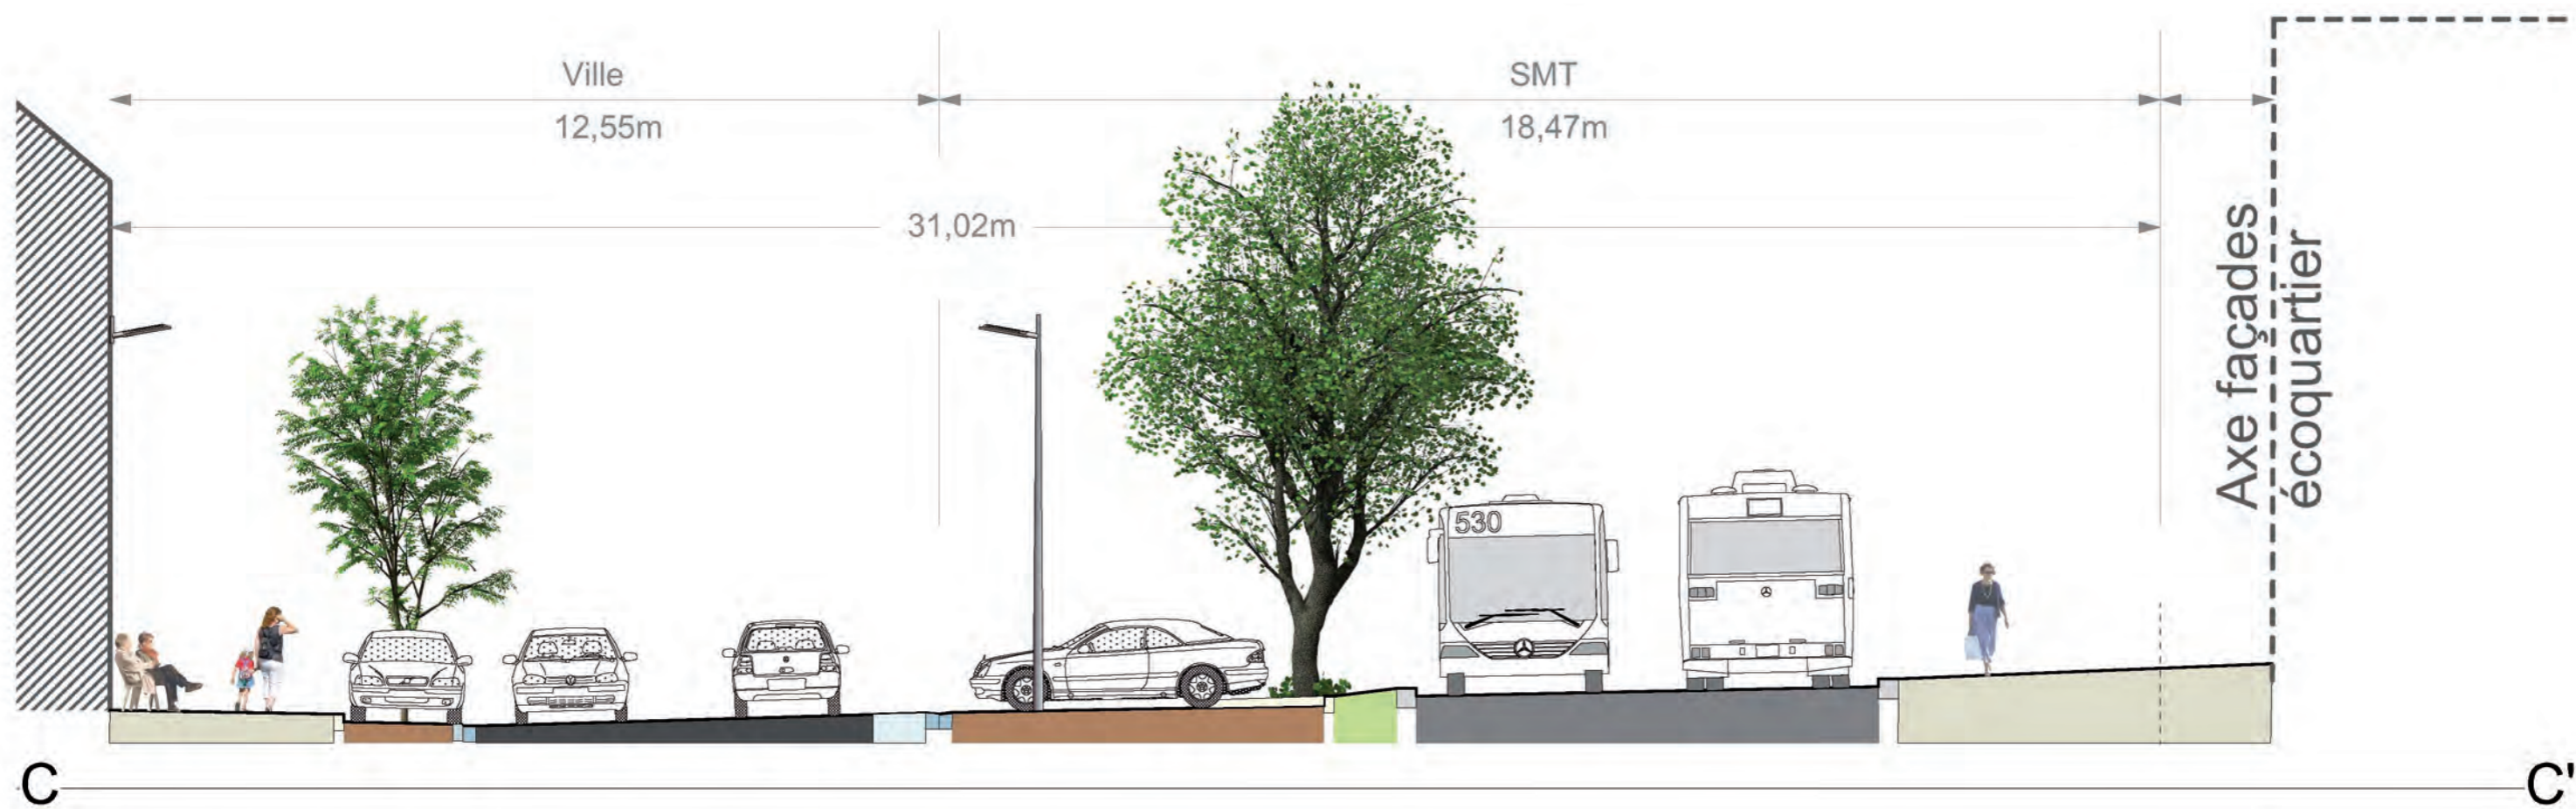 Ville
12,55m
SMT
18,47m
31,02m
Axe façades
écoquartier
530
C
C'